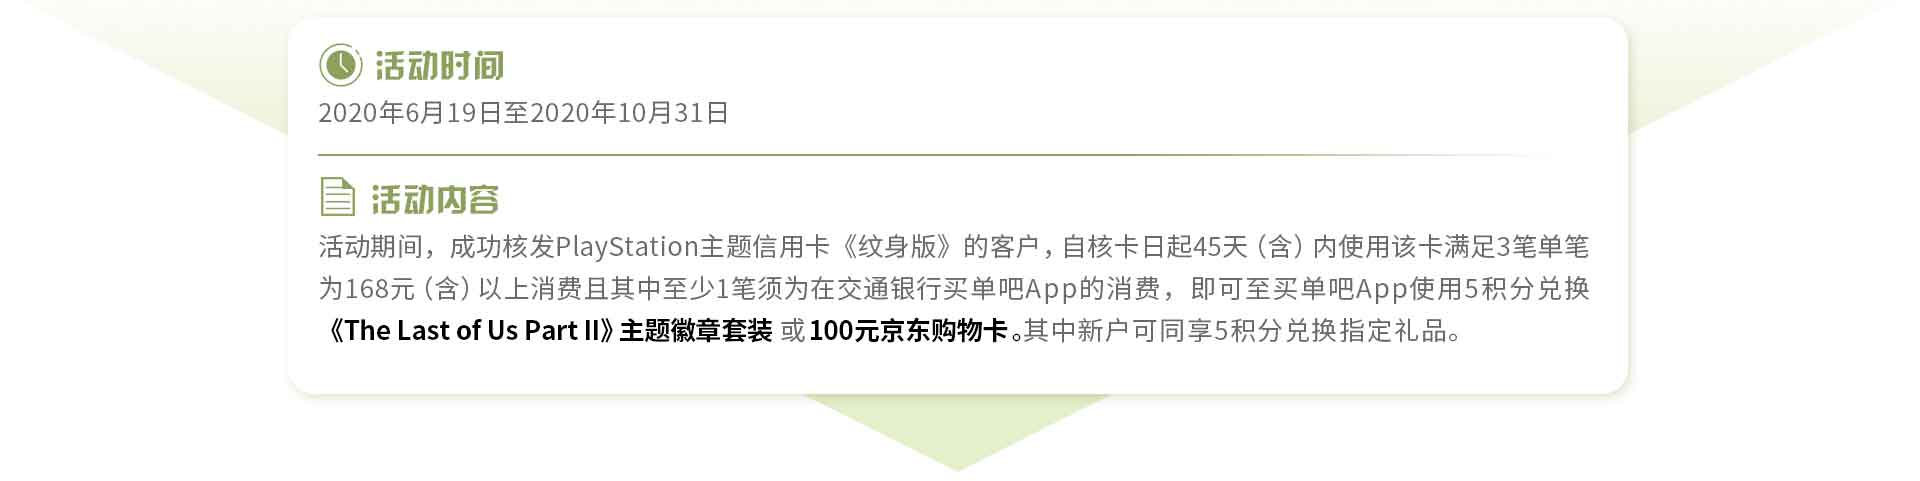 活动时间
2020年6月19日至2020年10月31日
活动内容
活动期间，成功核发PlayStation主题信用卡《纹身版》的客户，自核卡日起45天（含）内使用该卡满足3笔单笔
为168元（含）以上消费且其中至少1笔须为在交通银行买单吧App的消费，即可至买单吧App使用5积分兑换
《The Last of Us Part II》主题徽章套装 或100元京东购物卡。其中新户可同享5积分兑换指定礼品。